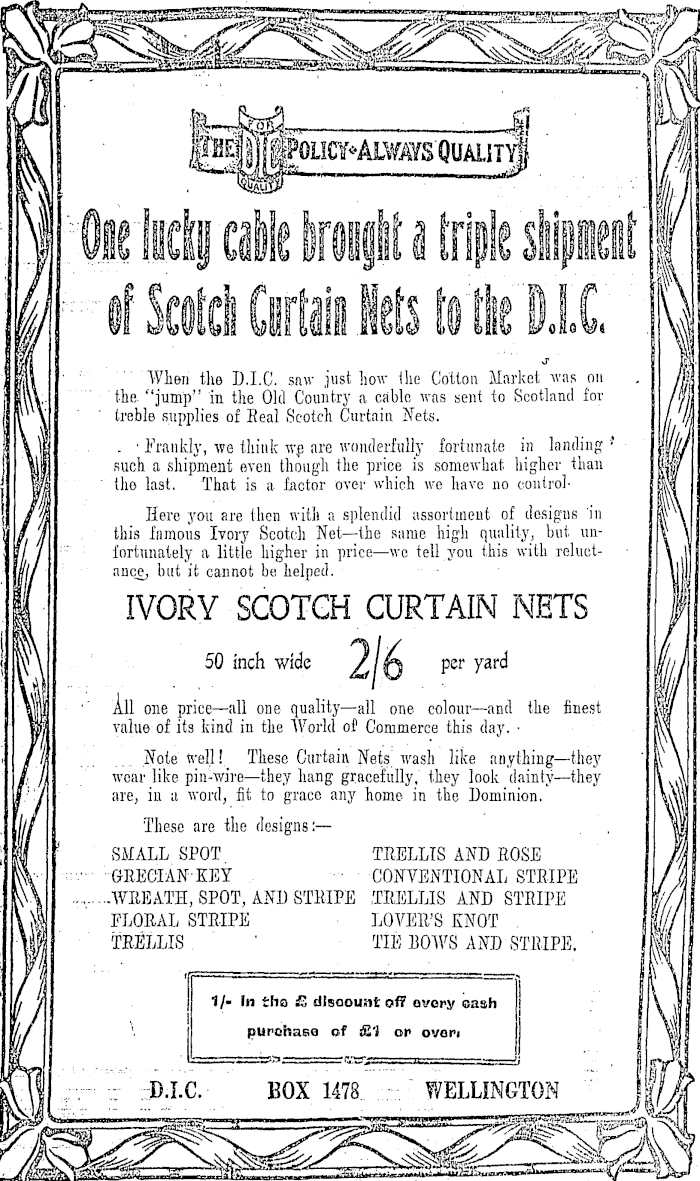 FOR
THE DIC POLICY·ALWAYS QUALITY
QUALITY
One lucky cable brought a triple shipment
of Scotch Curtain Nets to the D.I.C.
When the D.I.C. saw just how the Cotton Market was on
the "jump" in the Old Country a cable was sent to Scotland for
treble supplies of Real Scotch Curtain Nets.
Frankly, we think we are wonderfully fortunate in landing
such a shipment even though the price is somewhat higher than
the last. That is a factor over which we have no control.
Here you are then with a splendid assortment of designs in
this famous Ivory Scotch Net—the same high quality, but un-
fortunately a little higher in price—we tell you this with reluct-
ance, but it cannot be helped.
IVORY SCOTCH CURTAIN NETS
50 inch wide 2/6 per yard
All one price—all one quality—all one colour—and the finest
value of its kind in the World of Commerce this day.
Note well! These Curtain Nets wash like anything—they
wear like pin-wire—they hang gracefully, they look dainty—they
are, in a word, fit to grace any home in the Dominion.
These are the designs:—
SMALL SPOT TRELLIS AND ROSE
GRECIAN KEY CONVENTIONAL STRIPE
WREATH, SPOT, AND STRIPE TRELLIS AND STRIPE
FLORAL STRIPE LOVER'S KNOT
TRELLIS TIE BOWS AND STRIPE.
1/- in the £ discount off every cash
purchase of £1 or over.
D.I.C. BOX 1478 WELLINGTON